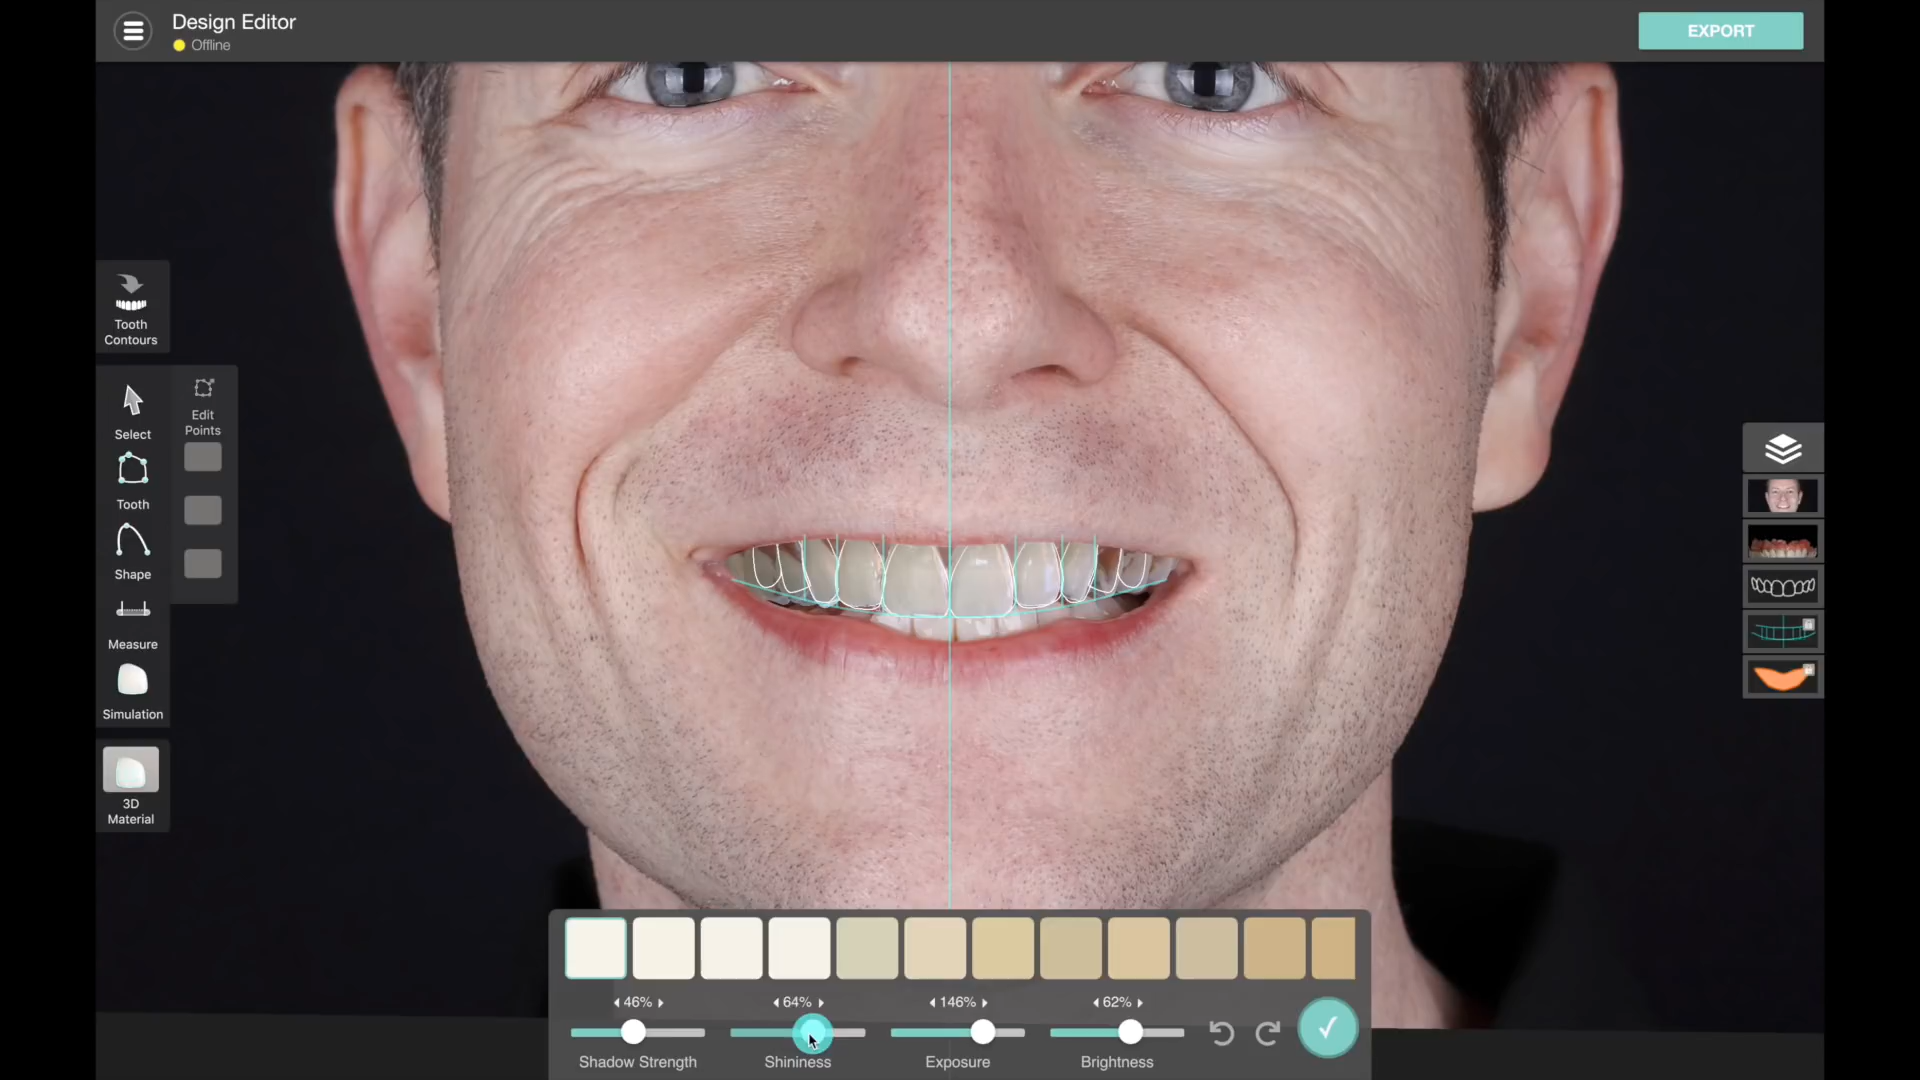 Design Editor
Offline
EXPORT
Tooth
Contours
Edit
Points
Select
Tooth
Shape
Measure
Simulation
3D
Material
46%
64%
146%
62%
Shadow Strength
Shininess
Exposure
Brightness